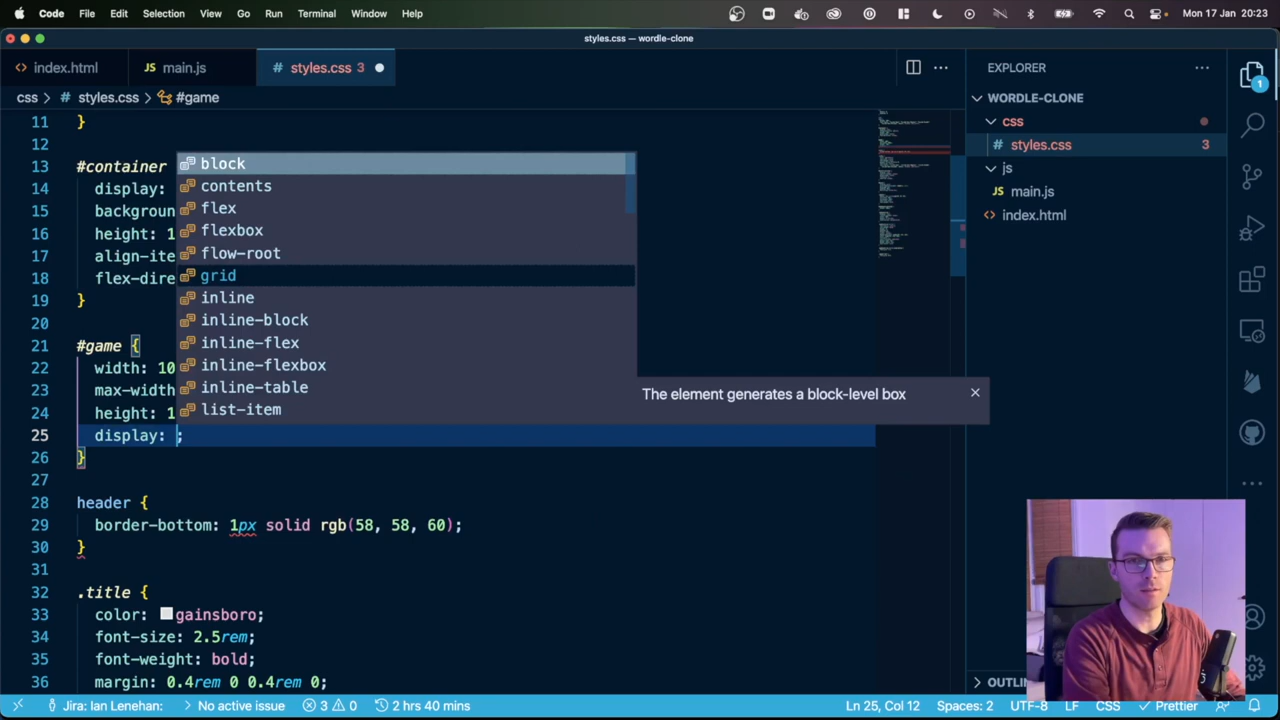 Code File Edit Selection View Go Run Terminal Window Help Mon 17 Jan 20:23
styles.css — wordle-clone
index.html main.js styles.css 3
JS
css > # styles.css > #game
EXPLORER
WORDLE-CLONE
css
# styles.css 3
js
JS main.js
index.html
1
11 }
12
13 #container
14 display:
15 backgroun
16 height: 1
17 align-ite
18 flex-dire
19 }
20
21 #game {
22 width: 10
23 max-width
24 height: 1
25 display: ;
26 }
27
28 header {
29 border-bottom: 1px solid rgb(58, 58, 60);
30 }
31
32 .title {
33 color: gainsboro;
34 font-size: 2.5rem;
35 font-weight: bold;
36 margin: 0.4rem 0 0.4rem 0;
block
contents
flex
flexbox
flow-root
grid
inline
inline-block
inline-flex
inline-flexbox
inline-table
list-item
The element generates a block-level box
OUTLIN
Jira: Ian Lenehan: No active issue 3 0 2 hrs 40 mins Ln 25, Col 12 Spaces: 2 UTF-8 LF CSS Prettier